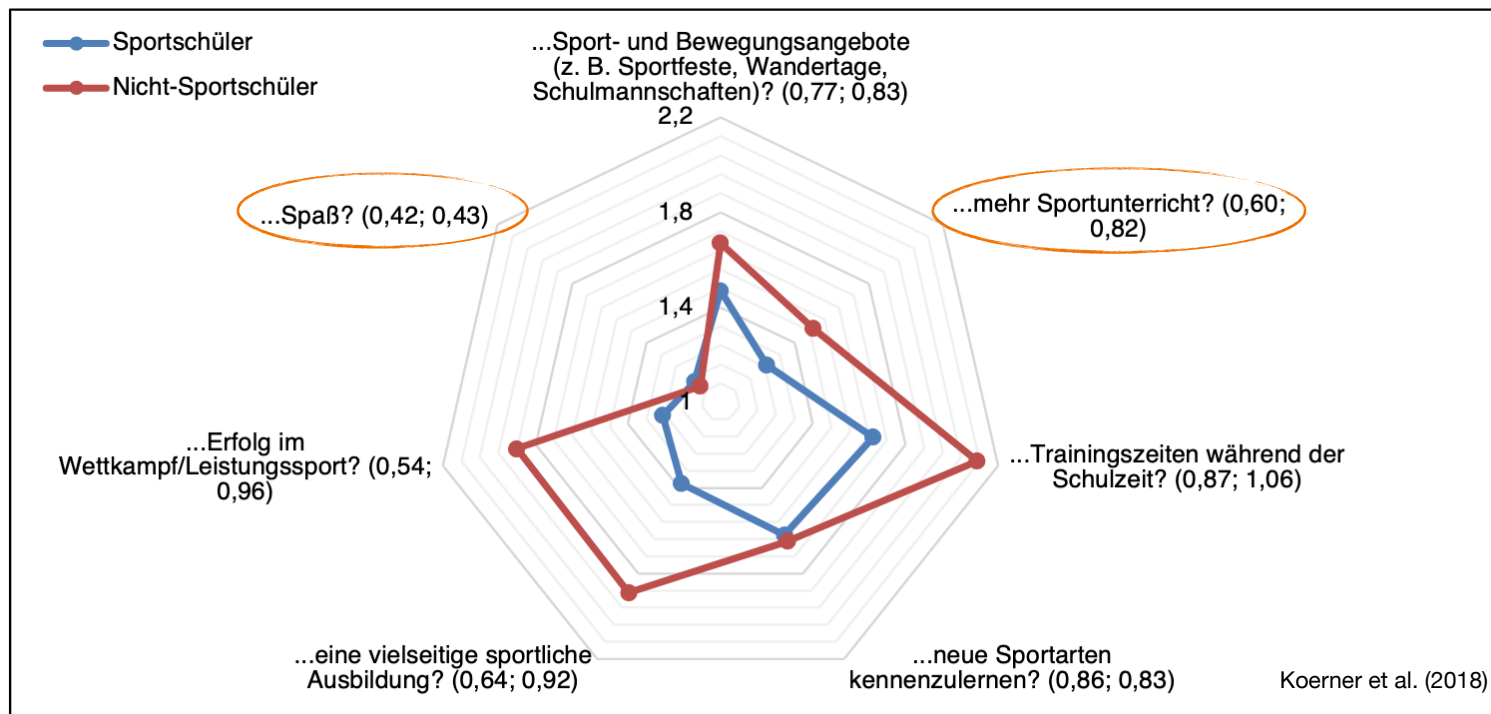 Sportschüler
Nicht-Sportschüler
...Sport- und Bewegungsangebote
(z. B. Sportfeste, Wandertage,
Schulmannschaften)? (0,77; 0,83)
2,2
1,8
1,4
1
...mehr Sportunterricht? (0,60;
0,82)
...Trainingszeiten während der
Schulzeit? (0,87; 1,06)
...neue Sportarten
kennenzulernen? (0,86; 0,83)
...eine vielseitige sportliche
Ausbildung? (0,64; 0,92)
...Erfolg im
Wettkampf/Leistungssport? (0,54;
0,96)
...Spaß? (0,42; 0,43)
Koerner et al. (2018)